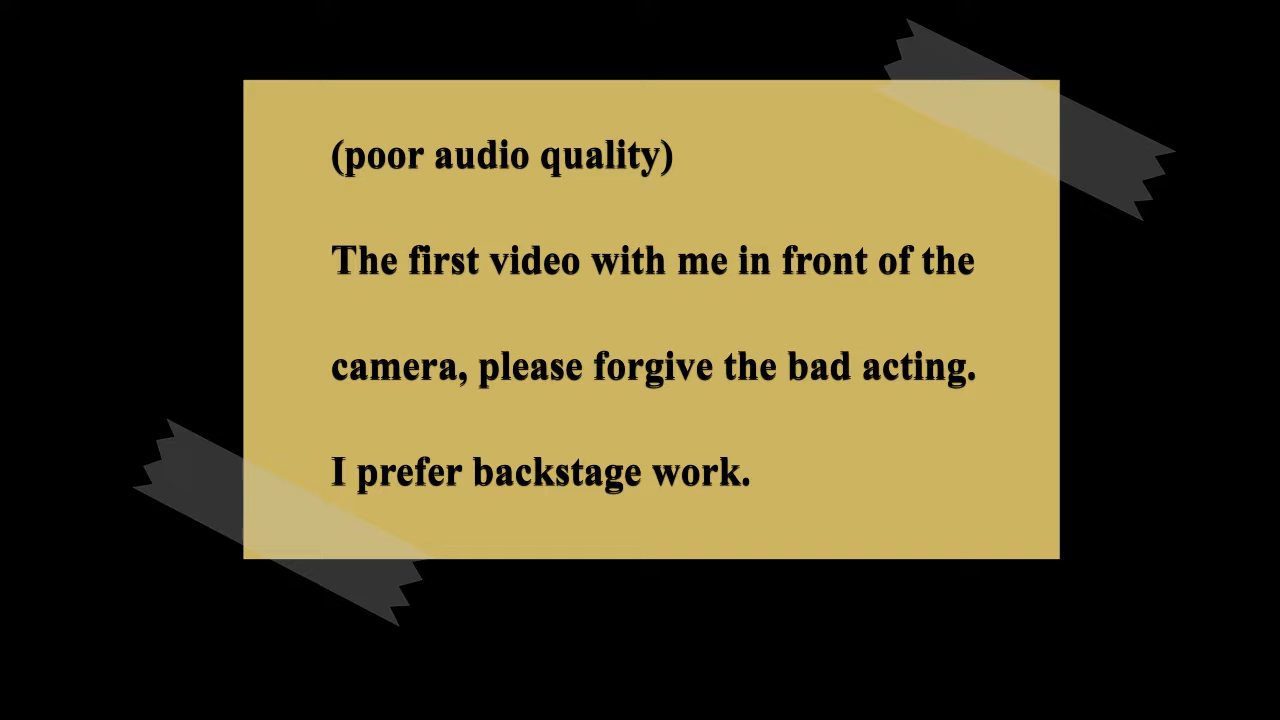 (poor audio quality)
The first video with me in front of the
camera, please forgive the bad acting.
I prefer backstage work.